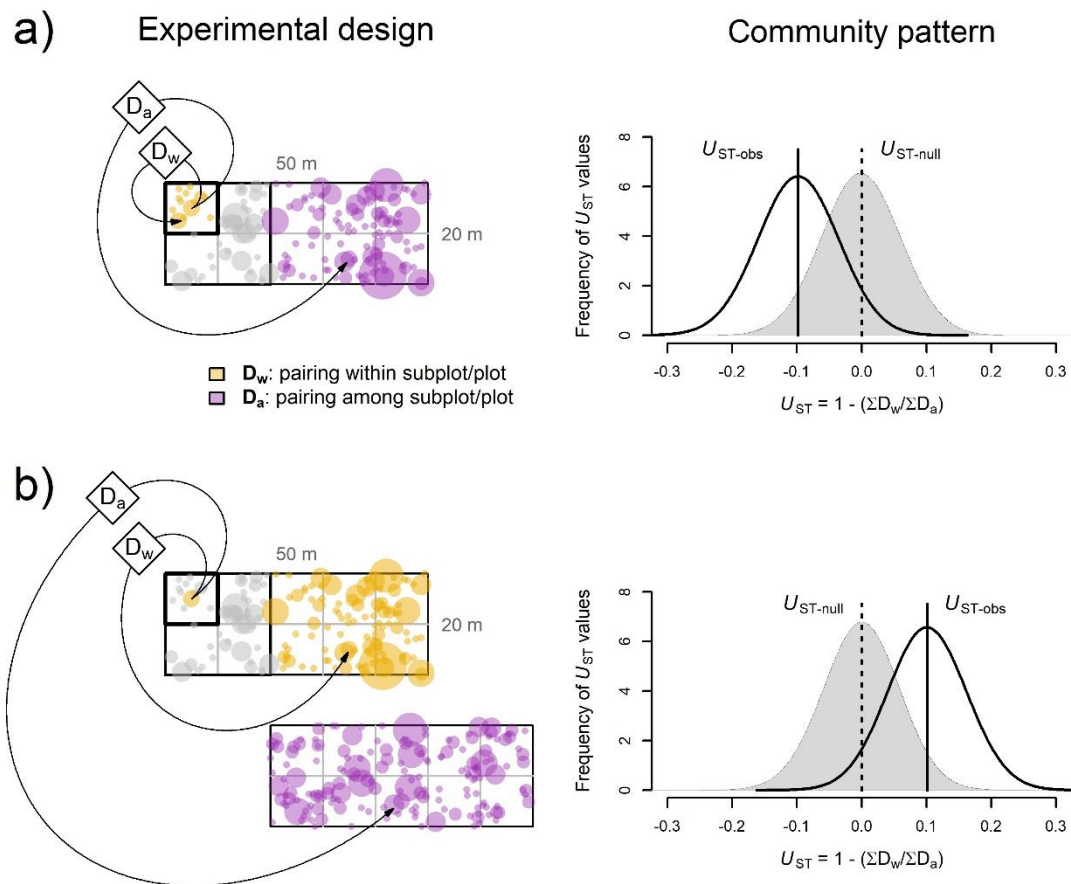 a)
Experimental design
Community pattern
Da
Dw
50 m
20 m
Dw: pairing within subplot/plot
Da: pairing among subplot/plot
UST-obs
UST-null
Frequency of UST values
8
6
4
2
0
-0.3 -0.2 -0.1 0.0 0.1 0.2 0.3
UST = 1 - (ΣDw/ΣDa)
b)
Da
Dw
50 m
20 m
UST-null
UST-obs
Frequency of UST values
8
6
4
2
0
-0.3 -0.2 -0.1 0.0 0.1 0.2 0.3
UST = 1 - (ΣDw/ΣDa)